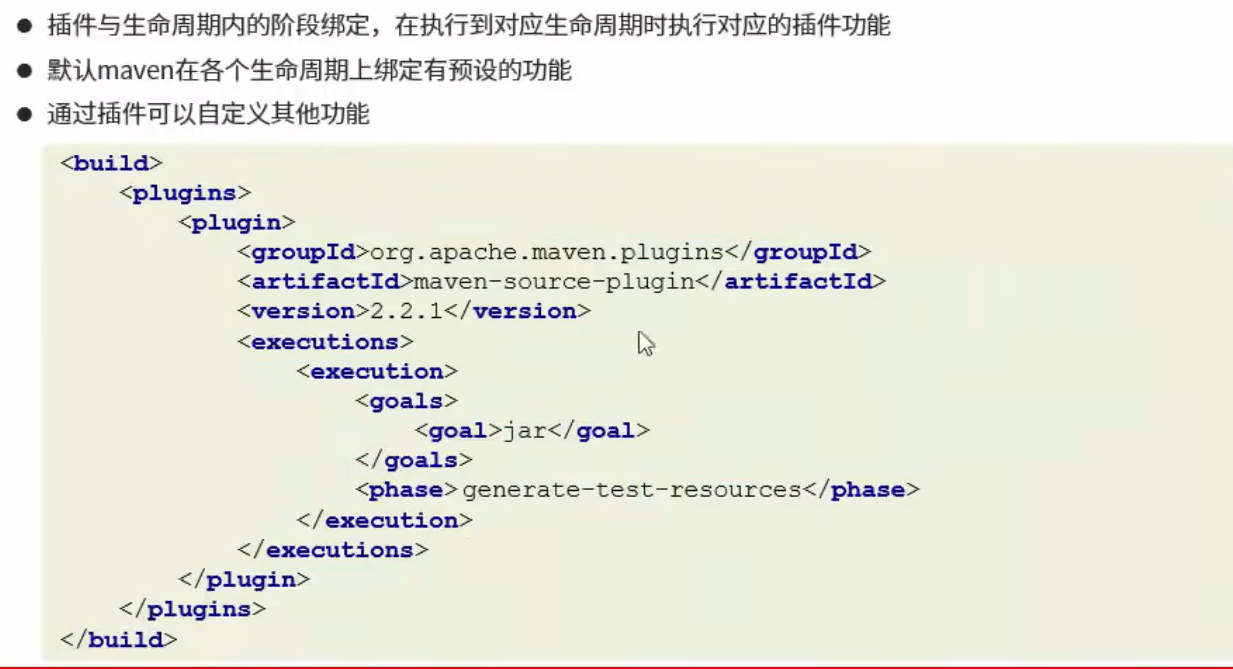 ● 插件与生命周期内的阶段绑定，在执行到对应生命周期时执行对应的插件功能
● 默认maven在各个生命周期上绑定有预设的功能
● 通过插件可以自定义其他功能
<build>
    <plugins>
        <plugin>
            <groupId>org.apache.maven.plugins</groupId>
            <artifactId>maven-source-plugin</artifactId>
            <version>2.2.1</version>
            <executions>
                <execution>
                    <goals>
                        <goal>jar</goal>
                    </goals>
                    <phase>generate-test-resources</phase>
                </execution>
            </executions>
        </plugin>
    </plugins>
</build>